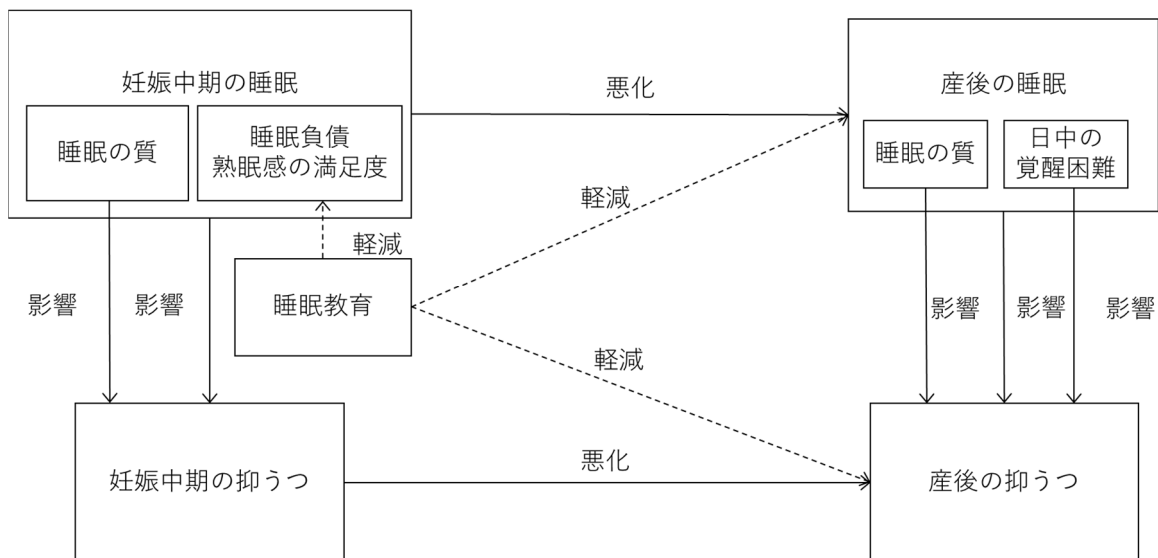 妊娠中期の睡眠
睡眠の質
睡眠負債
熟眠感の満足度
悪化
産後の睡眠
睡眠の質
日中の
覚醒困難
軽減
軽減
睡眠教育
影響
影響
影響
影響
影響
軽減
妊娠中期の抑うつ
悪化
産後の抑うつ